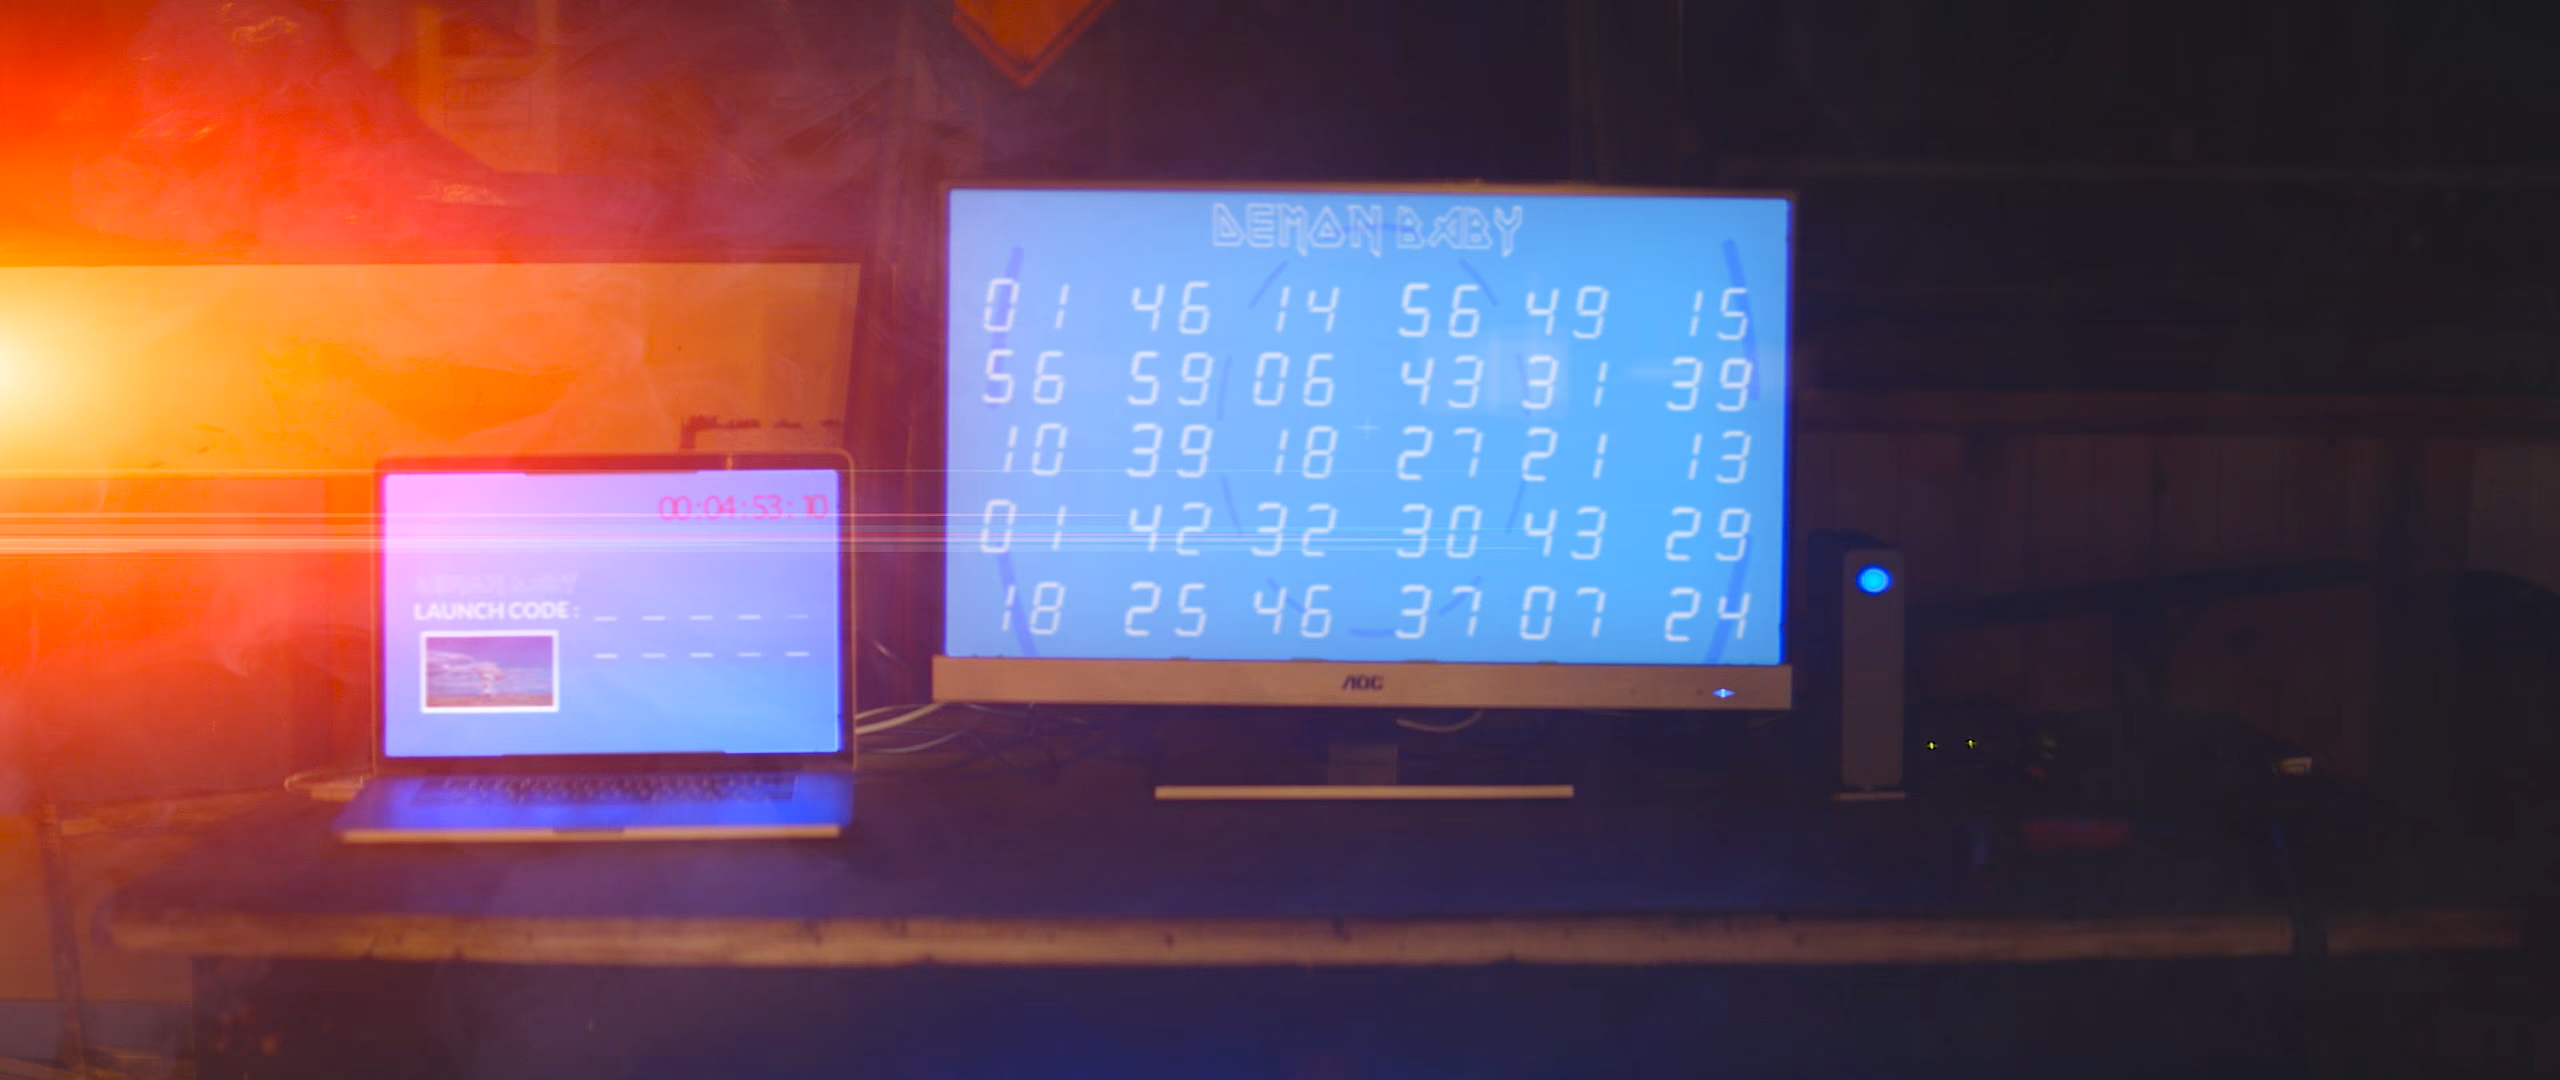 00:04:53:10
LAUNCH CODE: _ _ _ _ _
_ _ _ _ _
DEMON BABY
01 46 14 56 49 15
56 59 06 43 31 39
10 39 18 27 21 13
01 42 32 30 43 29
18 25 46 37 07 24
AOC